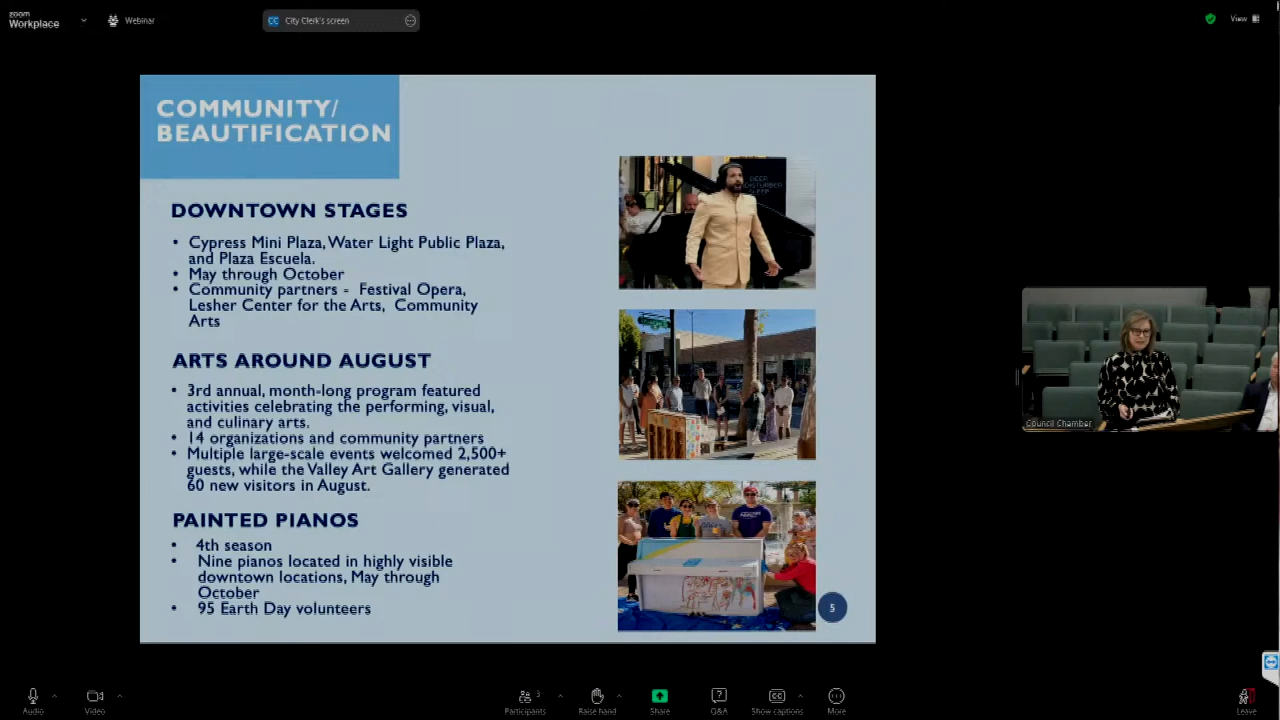 zoom
Workplace
Webinar
CC City Clerk's screen
View
COMMUNITY/
BEAUTIFICATION
DOWNTOWN STAGES
• Cypress Mini Plaza, Water Light Public Plaza,
and Plaza Escuela.
• May through October
• Community partners - Festival Opera,
Lesher Center for the Arts, Community
Arts
ARTS AROUND AUGUST
• 3rd annual, month-long program featured
activities celebrating the performing, visual,
and culinary arts.
• 14 organizations and community partners
• Multiple large-scale events welcomed 2,500+
guests, while the Valley Art Gallery generated
60 new visitors in August.
PAINTED PIANOS
• 4th season
• Nine pianos located in highly visible
downtown locations, May through
October
• 95 Earth Day volunteers
DEEP
SLEEP
5
Council Chamber
Audio
Video
Participants
3
Raise hand
Share
Q&A
Show captions
More
Leave